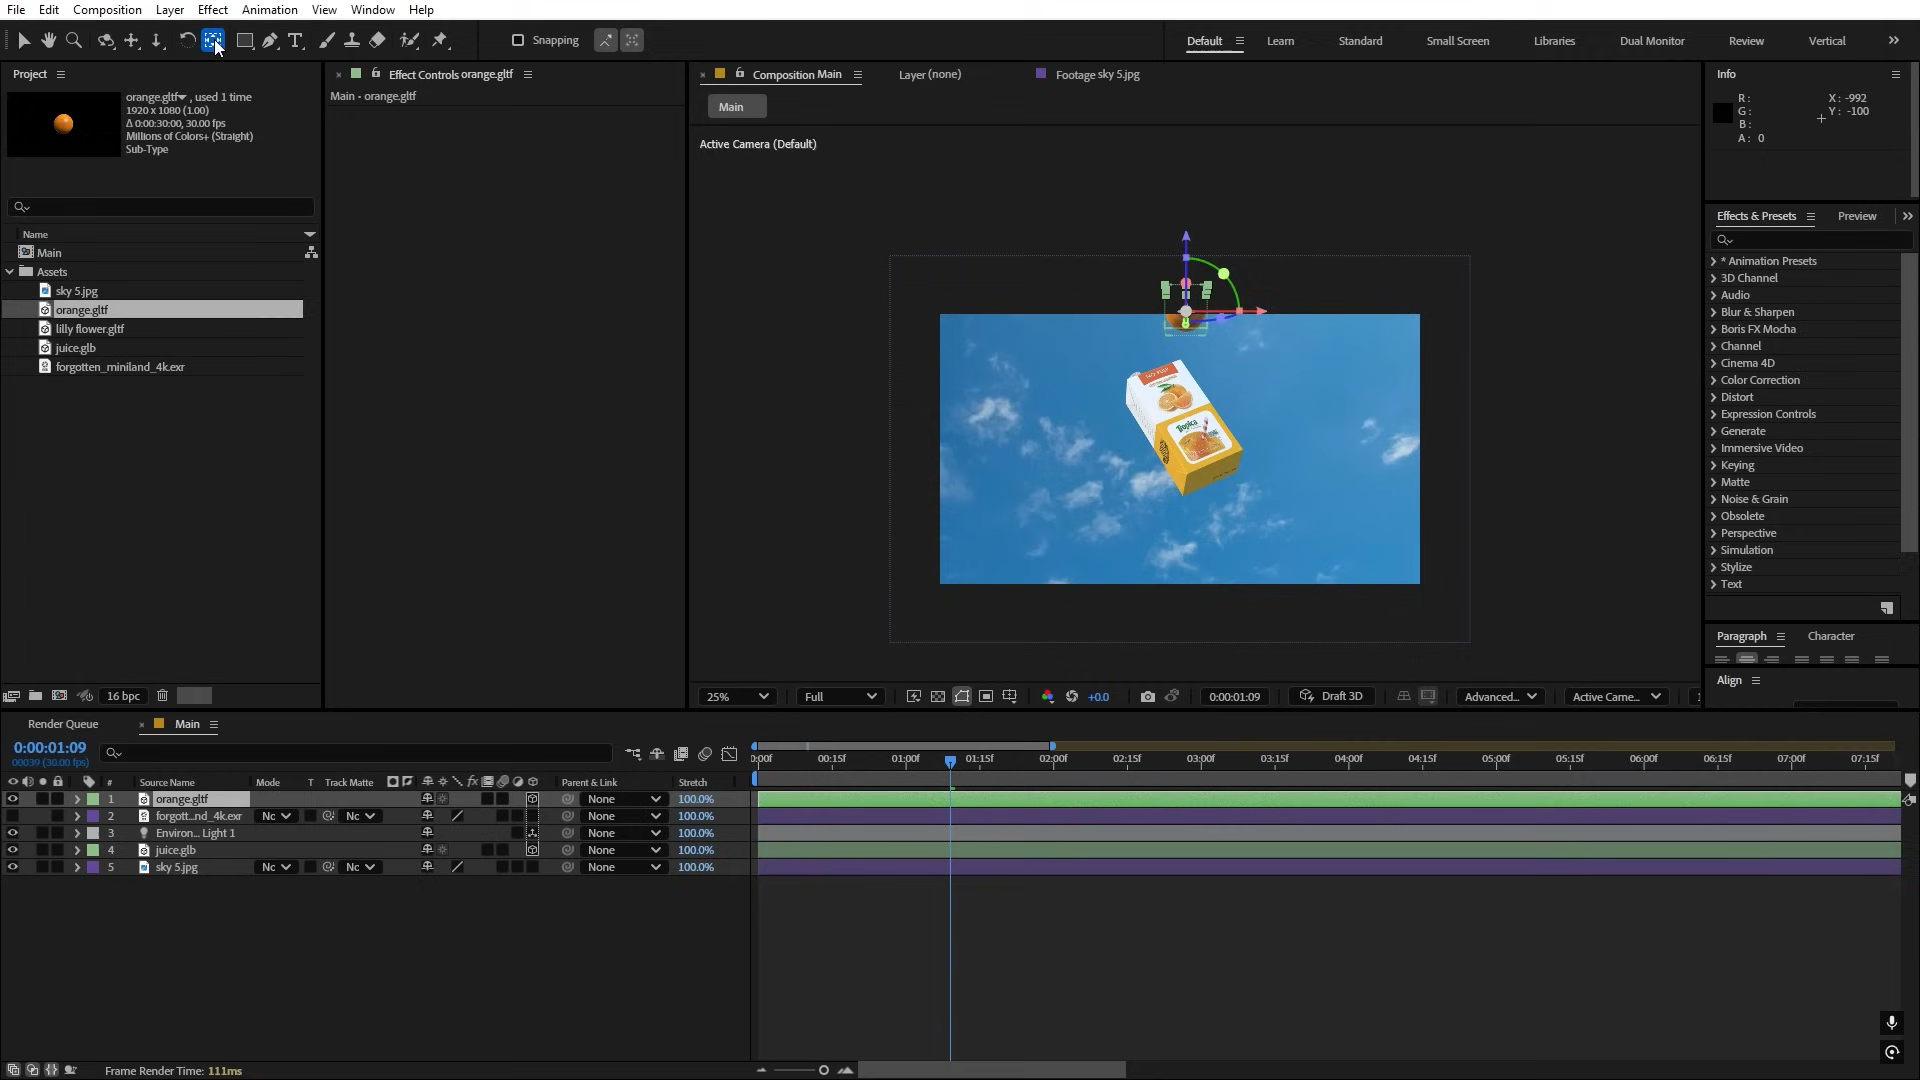 File Edit Composition Layer Effect Animation View Window Help
Snapping
Default Learn Standard Small Screen Libraries Dual Monitor Review Vertical
Project
orange.gltf , used 1 time
1920 x 1080 (1.00)
Δ 0:00:30:00, 30.00 fps
Millions of Colors+ (Straight)
Sub-Type
Name
Main
Assets
sky 5.jpg
orange.gltf
lilly flower.gltf
juice.glb
forgotten_miniland_4k.exr
16 bpc
Effect Controls orange.gltf
Main • orange.gltf
Composition Main Layer (none) Footage sky 5.jpg
Main
Active Camera (Default)
Tropica
25% Full +0.0 0:00:01:09 Draft 3D Advanced... Active Came...
Info
R: X: -992
G: Y: -100
B:
A: 0
Effects & Presets Preview
* Animation Presets
3D Channel
Audio
Blur & Sharpen
Boris FX Mocha
Channel
Cinema 4D
Color Correction
Distort
Expression Controls
Generate
Immersive Video
Keying
Matte
Noise & Grain
Obsolete
Perspective
Simulation
Stylize
Text
Paragraph Character
Align
Render Queue Main
0:00:01:09
00039 (30.00 fps)
# Source Name Mode T Track Matte Parent & Link Stretch
1 orange.gltf None 100.0%
2 forgott...nd_4k.exr Nc Nc None 100.0%
3 Environ... Light 1 None 100.0%
4 juice.glb None 100.0%
5 sky 5.jpg Nc Nc None 100.0%
0:00f 00:15f 01:00f 01:15f 02:00f 02:15f 03:00f 03:15f 04:00f 04:15f 05:00f 05:15f 06:00f 06:15f 07:00f 07:15f
Frame Render Time: 111ms